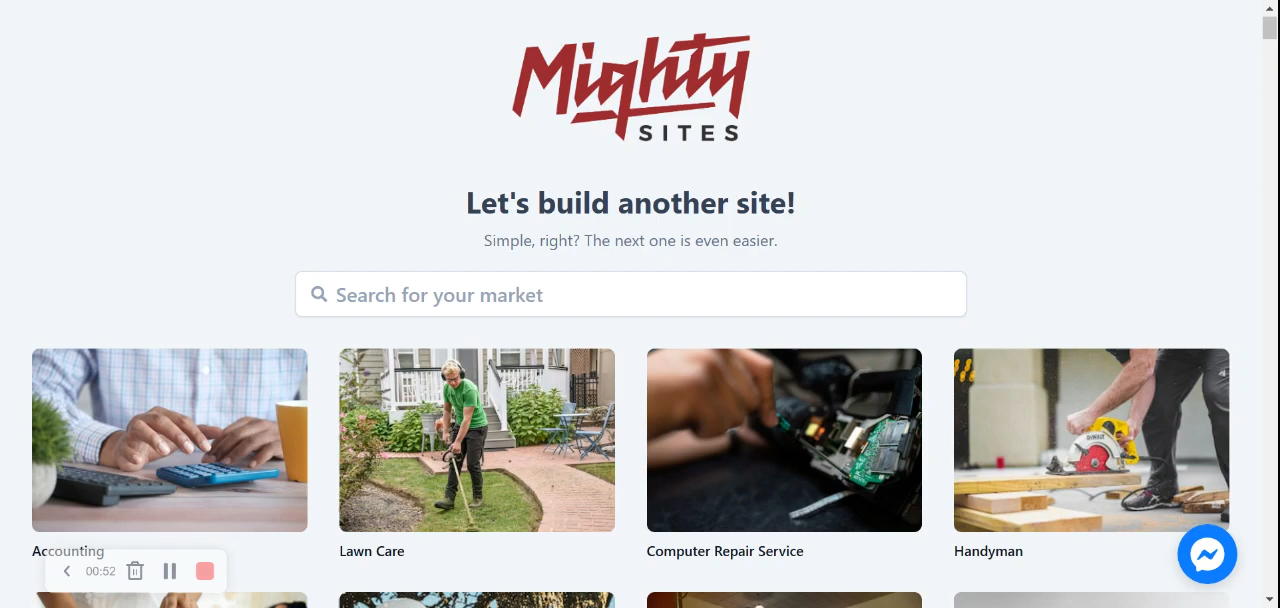 Mighty
SITES
Let's build another site!
Simple, right? The next one is even easier.
Search for your market
Accounting
Lawn Care
Computer Repair Service
Handyman
00:52
DEWALT